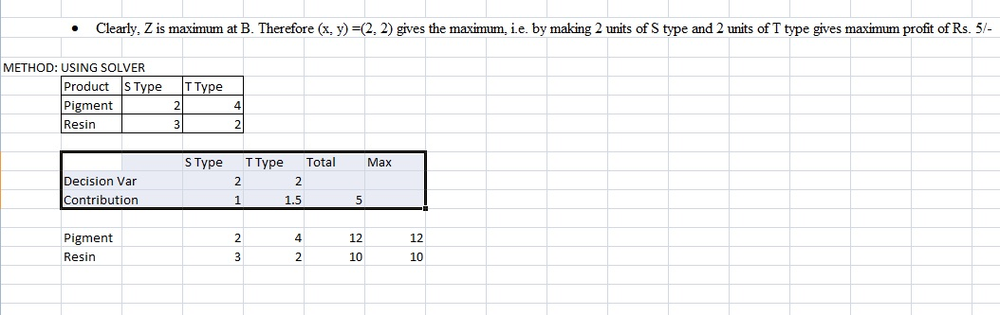 • Clearly, Z is maximum at B. Therefore (x, y) =(2, 2) gives the maximum, i.e. by making 2 units of S type and 2 units of T type gives maximum profit of Rs. 5/-
METHOD: USING SOLVER
Product S Type T Type
Pigment 2 4
Resin 3 2
S Type T Type Total Max
Decision Var 2 2
Contribution 1 1.5 5
Pigment 2 4 12 12
Resin 3 2 10 10